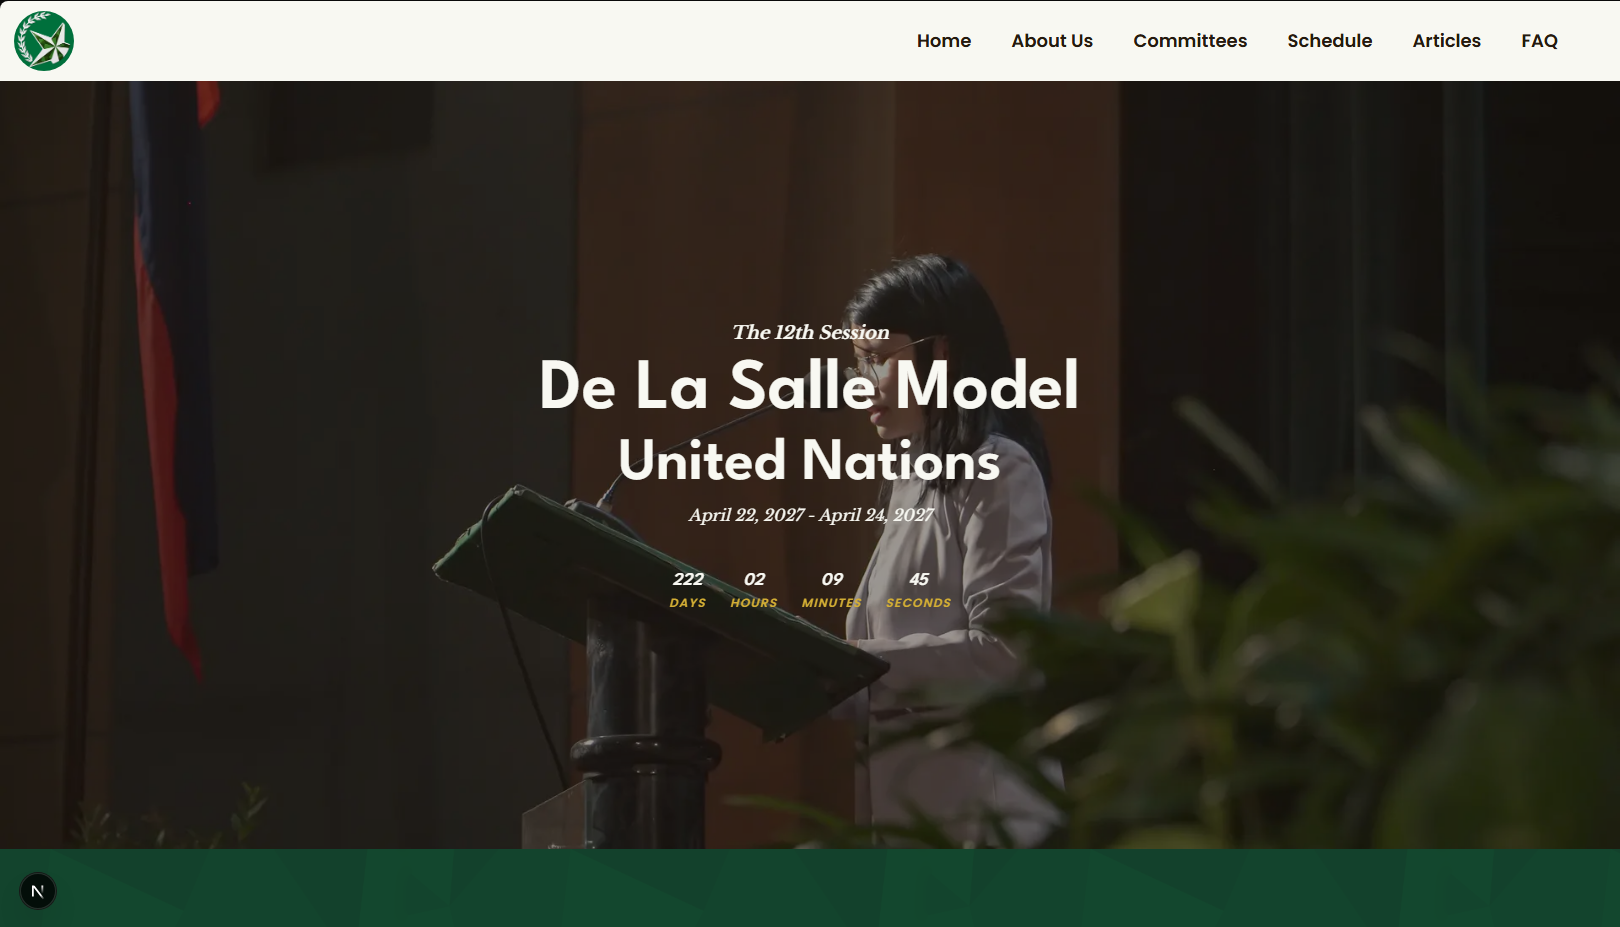 Home About Us Committees Schedule Articles FAQ
The 12th Session
De La Salle Model
United Nations
April 22, 2027 - April 24, 2027
222 02 09 45
DAYS HOURS MINUTES SECONDS
N